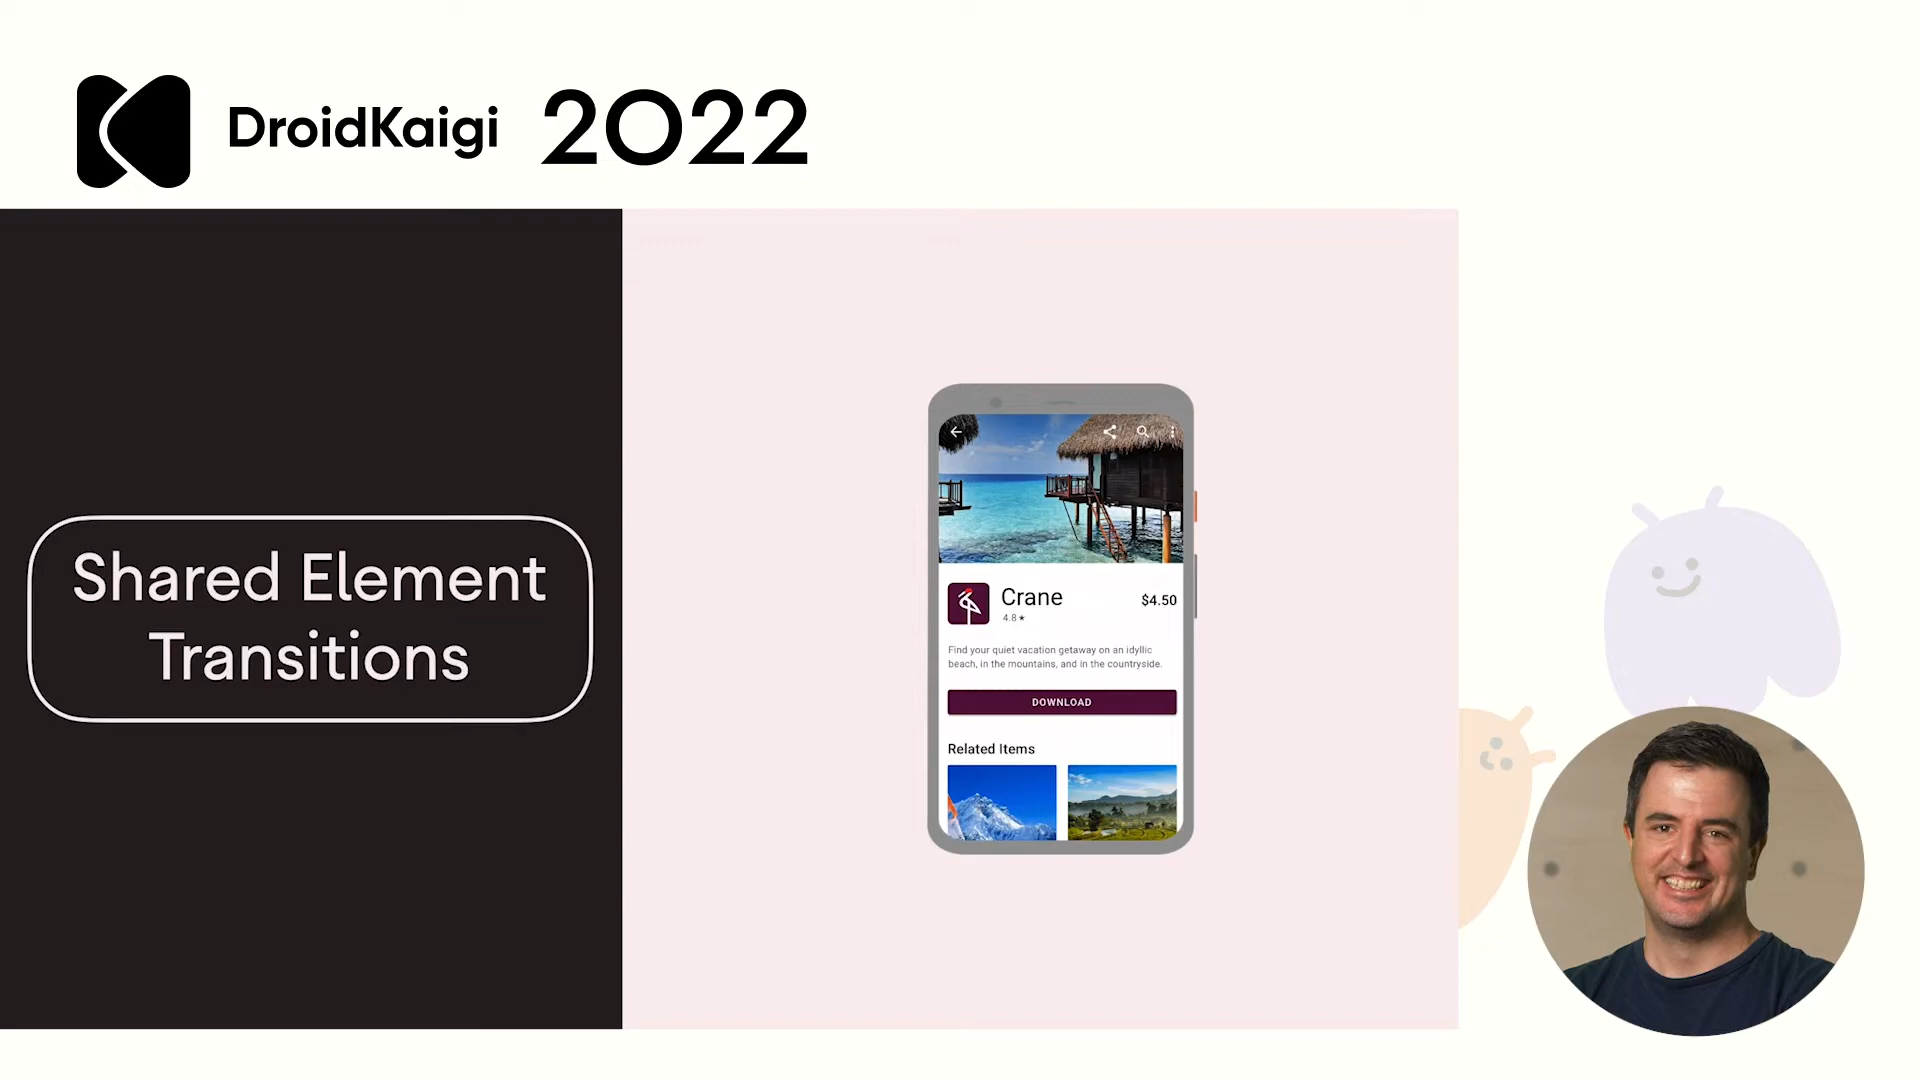 DroidKaigi 2022
Shared Element
Transitions
Crane
$4.50
4.8★
Find your quiet vacation getaway on an idyllic
beach, in the mountains, and in the countryside.
DOWNLOAD
Related Items